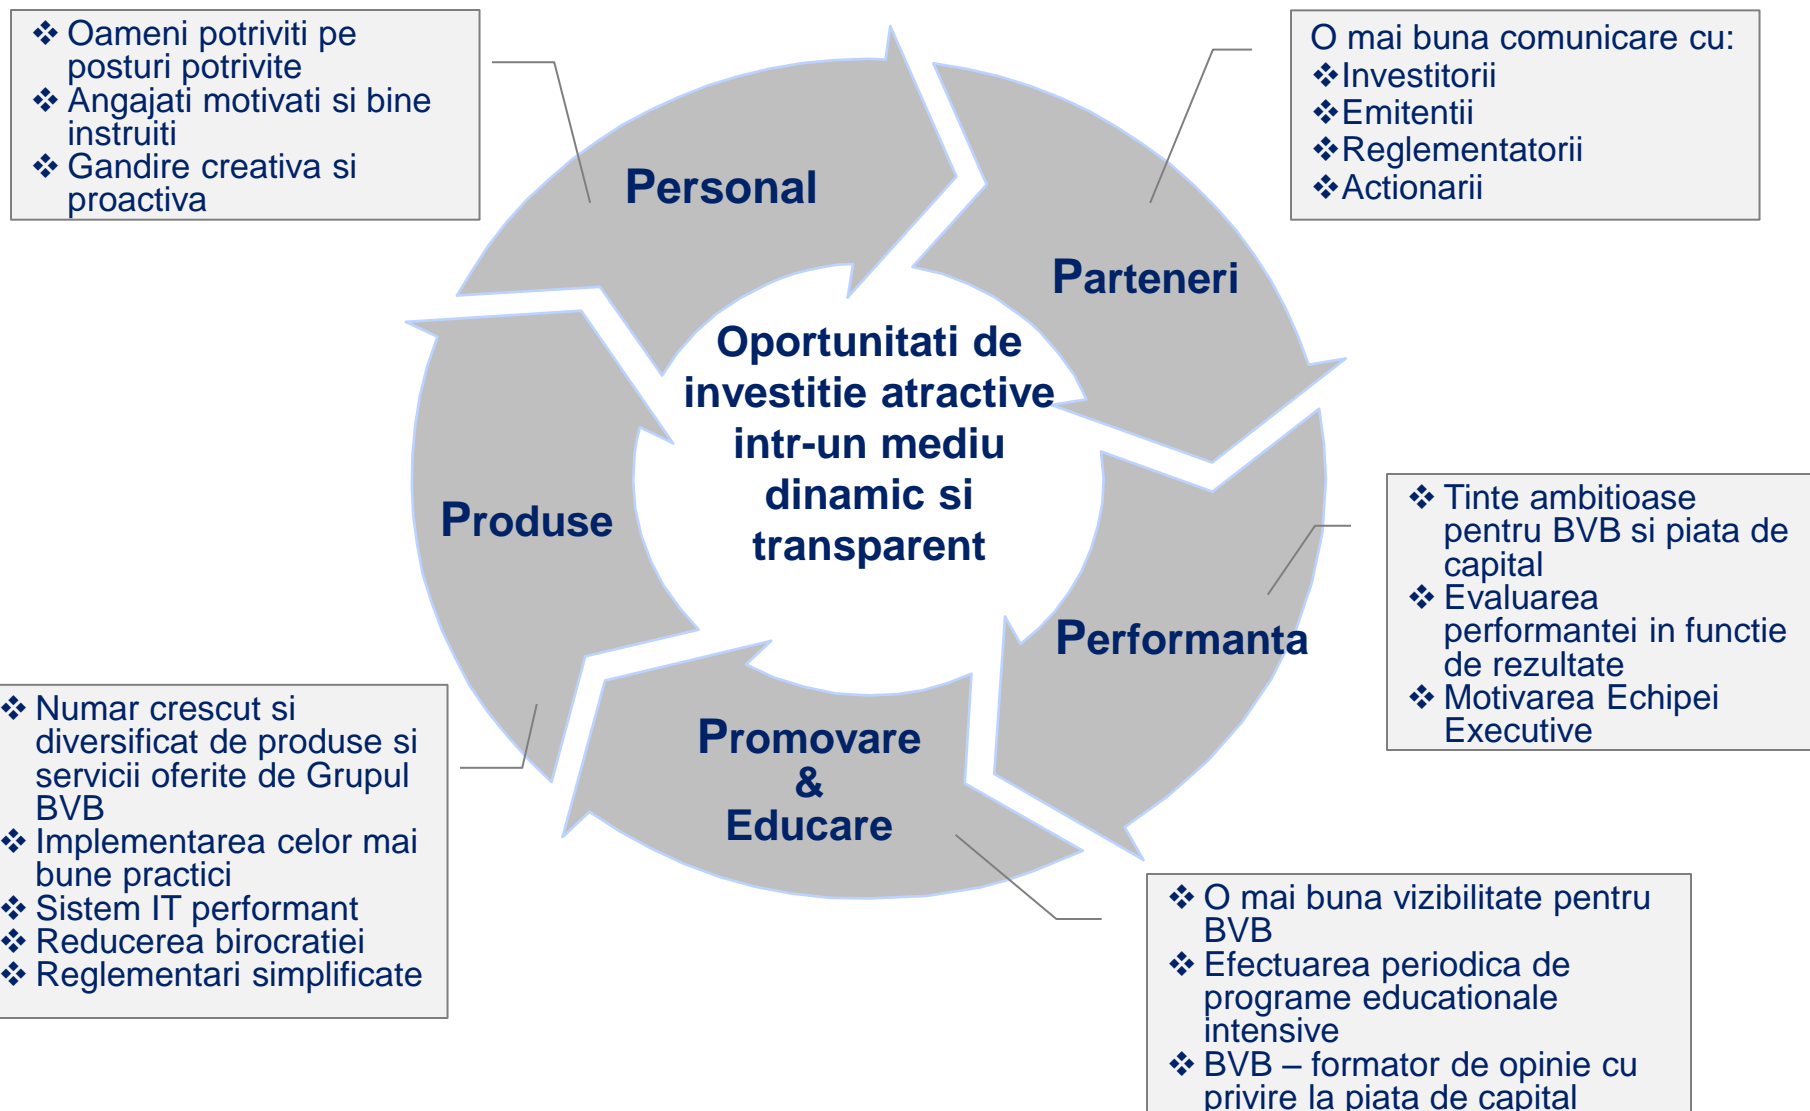 ❖ Oameni potriviti pe
posturi potrivite
❖ Angajati motivati si bine
instruiti
❖ Gandire creativa si
proactiva
O mai buna comunicare cu:
❖Investitorii
❖Emitentii
❖Reglementatorii
❖Actionarii
Personal
Parteneri
Oportunitati de
investitie atractive
intr-un mediu
dinamic si
transparent
Produse
Performanta
❖ Tinte ambitioase
pentru BVB si piata de
capital
❖ Evaluarea
performantei in functie
de rezultate
❖ Motivarea Echipei
Executive
Promovare
&
Educare
❖ Numar crescut si
diversificat de produse si
servicii oferite de Grupul
BVB
❖ Implementarea celor mai
bune practici
❖ Sistem IT performant
❖ Reducerea birocratiei
❖ Reglementari simplificate
❖ O mai buna vizibilitate pentru
BVB
❖ Efectuarea periodica de
programe educationale
intensive
❖ BVB – formator de opinie cu
privire la piata de capital